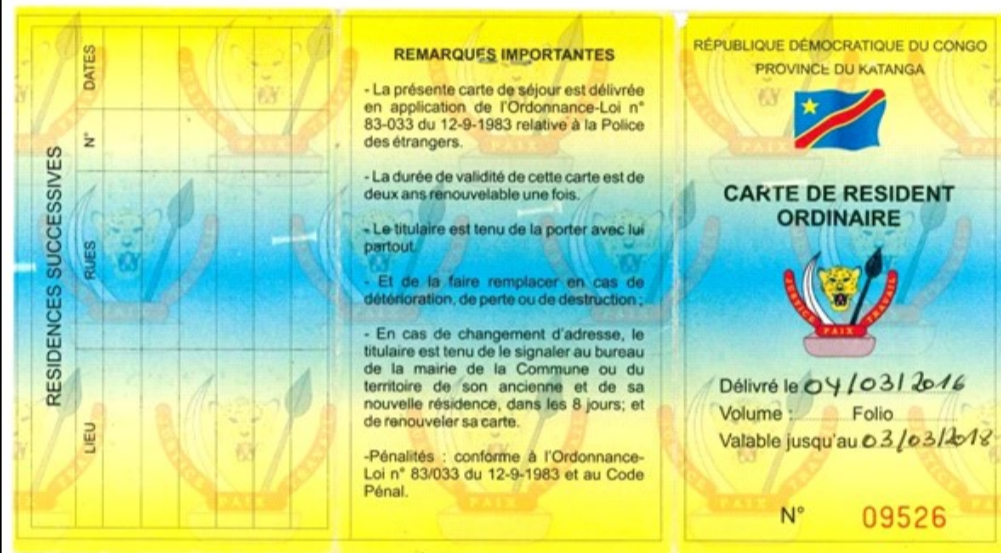 RESIDENCES SUCCESSIVES
DATES
N°
RUES
LIEU
REMARQUES IMPORTANTES
- La présente carte de séjour est délivrée
en application de l'Ordonnance-Loi n°
83-033 du 12-9-1983 relative à la Police
des étrangers.
- La durée de validité de cette carte est de
deux ans renouvelable une fois.
- Le titulaire est tenu de la porter avec lui
partout.
- Et de la faire remplacer en cas de
détérioration, de perte ou de destruction ;
- En cas de changement d'adresse, le
titulaire est tenu de le signaler au bureau
de la mairie de la Commune ou du
territoire de son ancienne et de sa
nouvelle résidence, dans les 8 jours; et
de renouveler sa carte.
-Pénalités : conforme à l'Ordonnance-
Loi n° 83/033 du 12-9-1983 et au Code
Pénal.
RÉPUBLIQUE DÉMOCRATIQUE DU CONGO
PROVINCE DU KATANGA
CARTE DE RESIDENT
ORDINAIRE
JUSTICE PAIX TRAVAIL
Délivré le 04/03/2016
Volume : Folio
Valable jusqu'au 03/03/2018
N° 09526